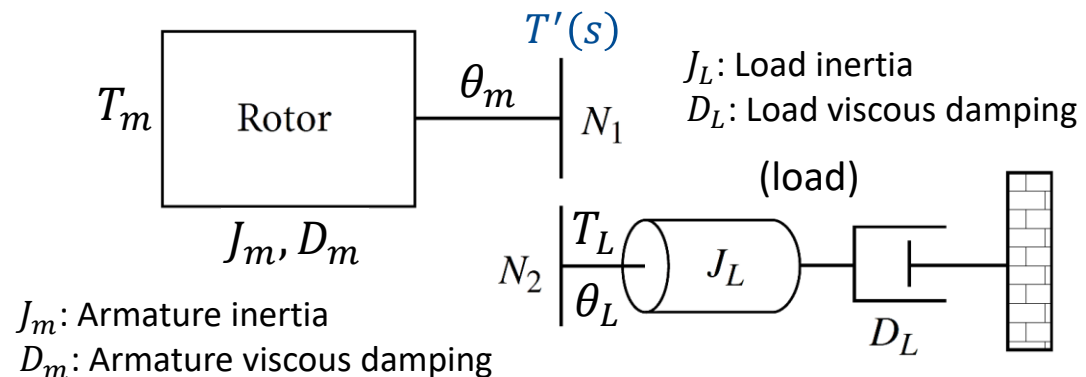 T′(s)
J_L: Load inertia
D_L: Load viscous damping
T_m
Rotor
θ_m
N_1
(load)
J_m, D_m
N_2
T_L
θ_L
J_L
D_L
J_m: Armature inertia
D_m: Armature viscous damping